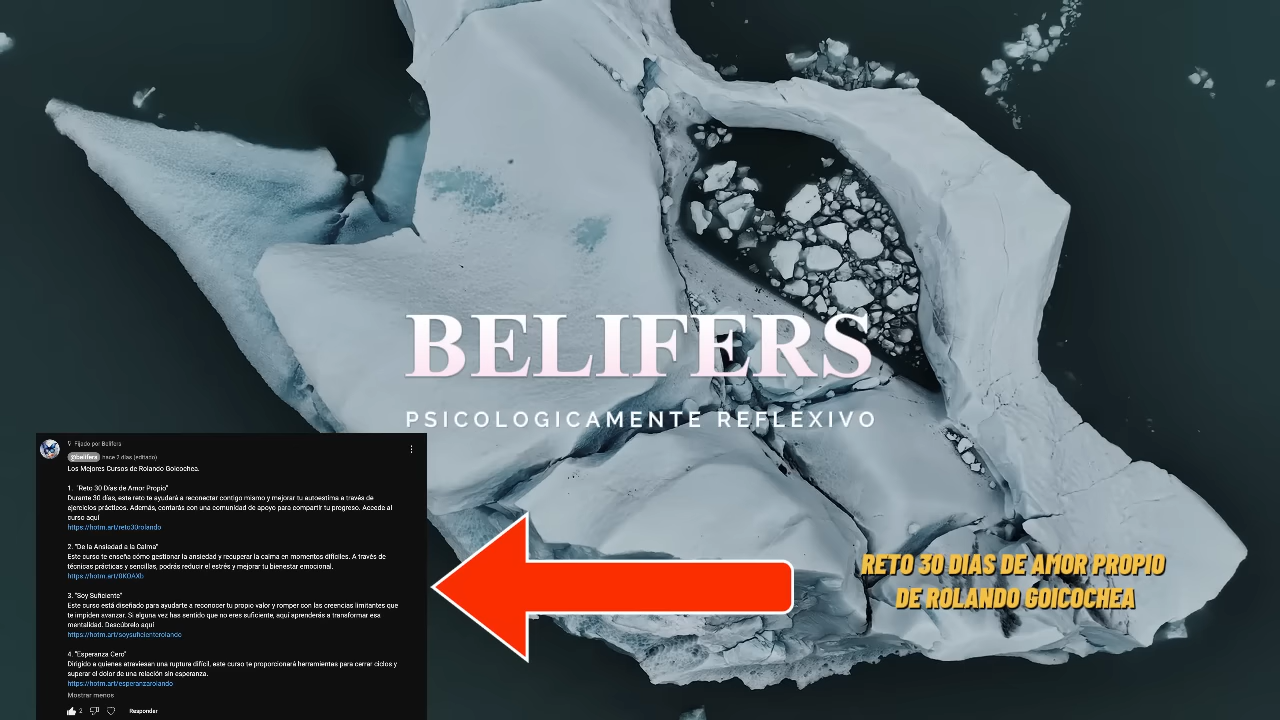 BELIFERS
PSICOLOGICAMENTE REFLEXIVO
Fijado por Belifers
@belifers hace 2 días (editado)
Los Mejores Cursos de Rolando Goicochea.
1. "Reto 30 Días de Amor Propio"
Durante 30 días, este reto te ayudará a reconectar contigo mismo y mejorar tu autoestima a través de
ejercicios prácticos. Además, contarás con una comunidad de apoyo para compartir tu progreso. Accede al
curso aquí
https://hotm.art/reto30rolando
2. "De la Ansiedad a la Calma"
Este curso te enseña cómo gestionar la ansiedad y recuperar la calma en momentos difíciles. A través de
técnicas prácticas y sencillas, podrás reducir el estrés y mejorar tu bienestar emocional.
https://hotm.art/0KOAXb
3. "Soy Suficiente"
Este curso está diseñado para ayudarte a reconocer tu propio valor y romper con las creencias limitantes que
te impiden avanzar. Si alguna vez has sentido que no eres suficiente, aquí aprenderás a transformar esa
mentalidad. Descúbrelo aquí
https://hotm.art/soysuficienterolando
4. "Esperanza Cero"
Dirigido a quienes atraviesan una ruptura difícil, este curso te proporcionará herramientas para cerrar ciclos y
superar el dolor de una relación sin esperanza.
https://hotm.art/esperanzarolando
Mostrar menos
2 Responder
RETO 30 DIAS DE AMOR PROPIO
DE ROLANDO GOICOCHEA